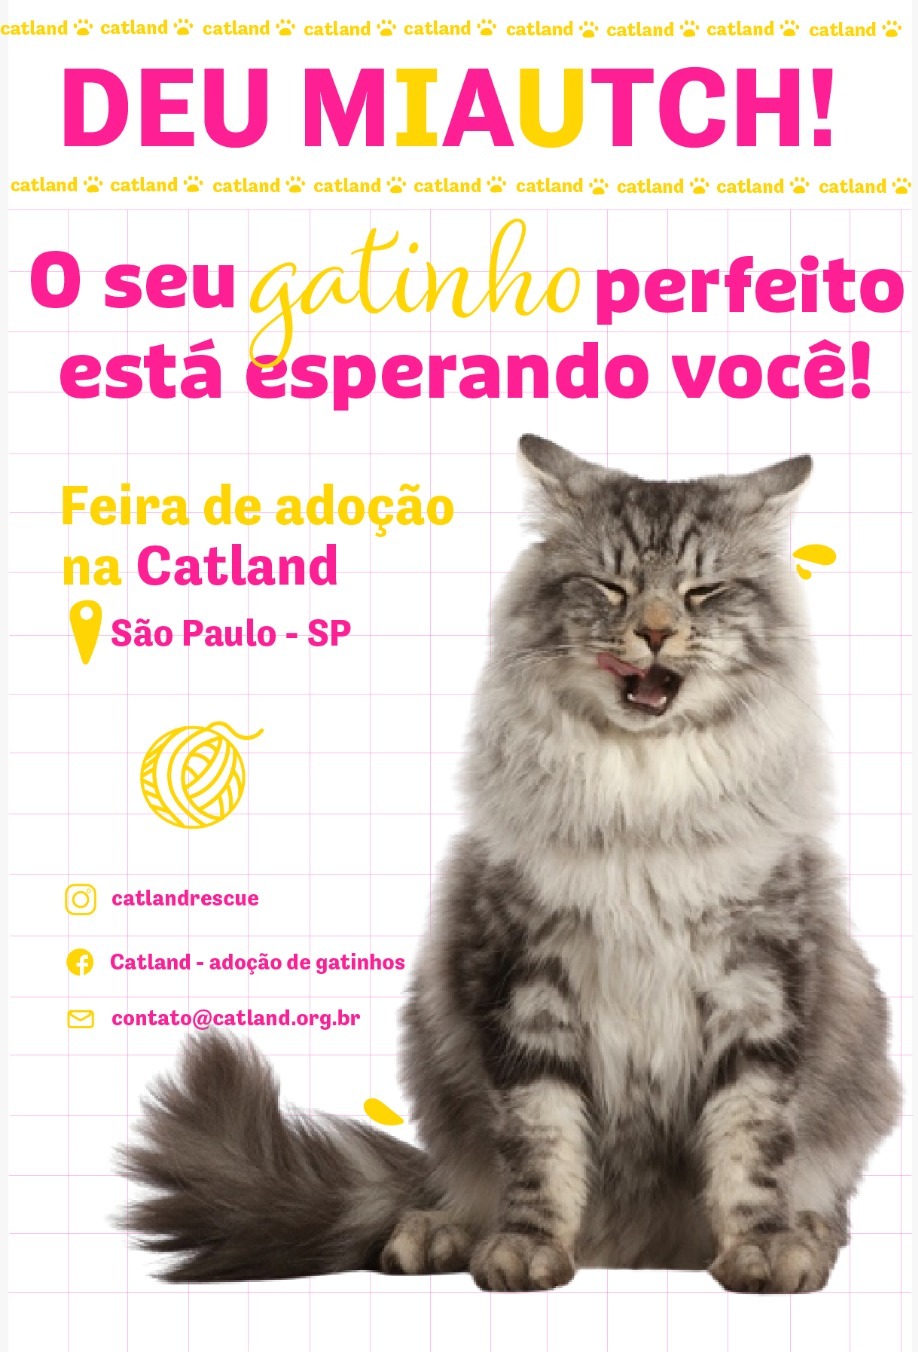 catland catland catland catland catland catland catland catland catland
DEU MIAUTCH!
catland catland catland catland catland catland catland catland catland
O seu gatinho perfeito
está esperando você!
Feira de adoção
na Catland
São Paulo - SP
catlandrescue
Catland - adoção de gatinhos
contato@catland.org.br